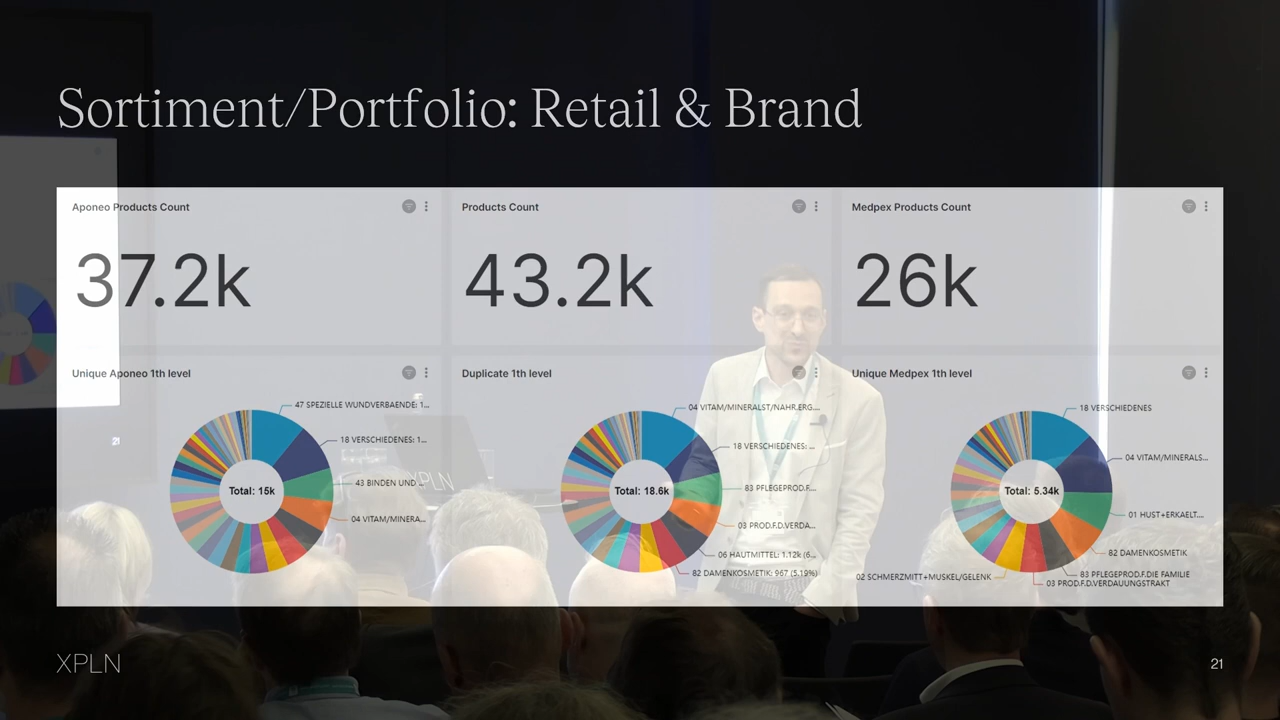 Sortiment/Portfolio: Retail & Brand
Aponeo Products Count
37.2k
Products Count
43.2k
Medpex Products Count
26k
Unique Aponeo 1th level
47 SPEZIELLE WUNDVERBAENDE: 1...
18 VERSCHIEDENES: 1...
43 BINDEN UND ...
04 VITAM/MINERA...
Total: 15k
Duplicate 1th level
04 VITAM/MINERALST/NAHR.ERG....
18 VERSCHIEDENES: ...
83 PFLEGEPROD.F....
03 PROD.F.D.VERDA...
06 HAUTMITTEL: 1.12k (6...
82 DAMENKOSMETIK: 967 (5.19%)
Total: 18.6k
Unique Medpex 1th level
18 VERSCHIEDENES
04 VITAM/MINERALS...
01 HUST+ERKAELT....
82 DAMENKOSMETIK
83 PFLEGEPROD.F.DIE FAMILIE
03 PROD.F.D.VERDAUUNGSTRAKT
02 SCHMERZMITT+MUSKEL/GELENK
Total: 5.34k
21
XPLN
XPLN
21